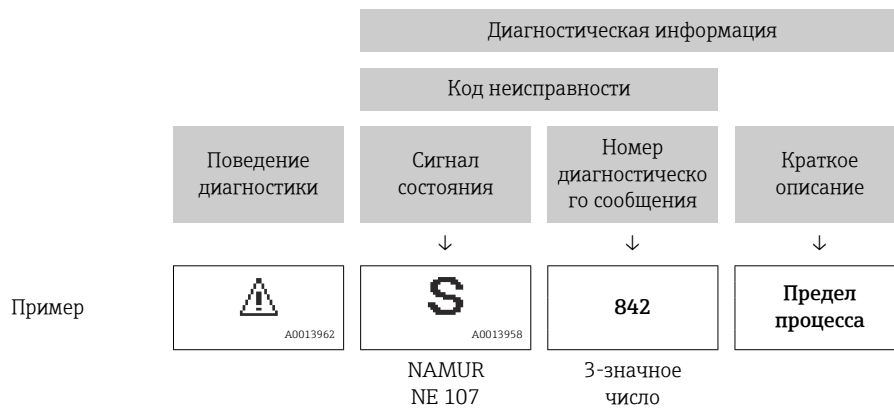 Диагностическая информация
Код неисправности
Поведение
диагностики
Сигнал
состояния
Номер
диагностическо
го сообщения
Краткое
описание
↓ ↓ ↓
Пример
A0013962
S
A0013958
842
Предел
процесса
NAMUR
NE 107
3-значное
число